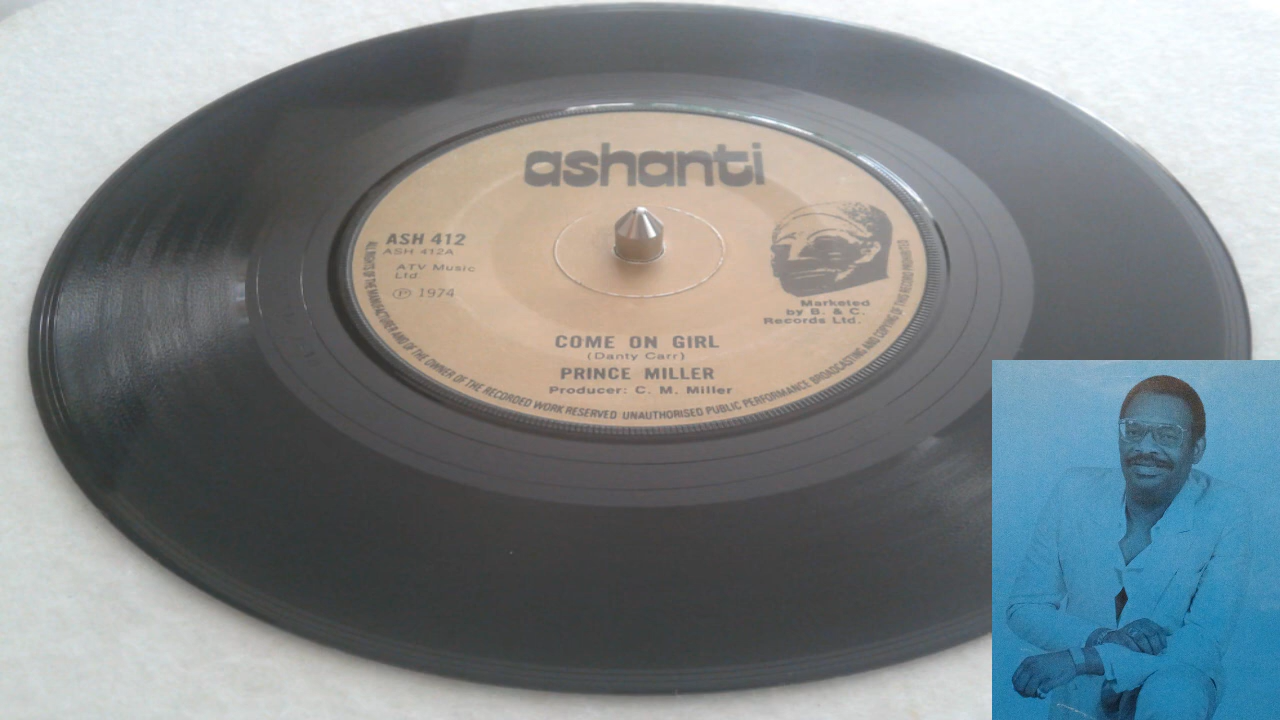 ashanti
ASH 412
ASH 412A
ATV Music
Ltd.
℗ 1974
Marketed
by B. & C.
Records Ltd.
COME ON GIRL
(Danty Carr)
PRINCE MILLER
Producer: C. M. Miller
ALL RIGHTS OF THE MANUFACTURER AND OF THE OWNER OF THE RECORDED WORK RESERVED UNAUTHORISED PUBLIC PERFORMANCE BROADCASTING AND COPYING OF THIS RECORD PROHIBITED